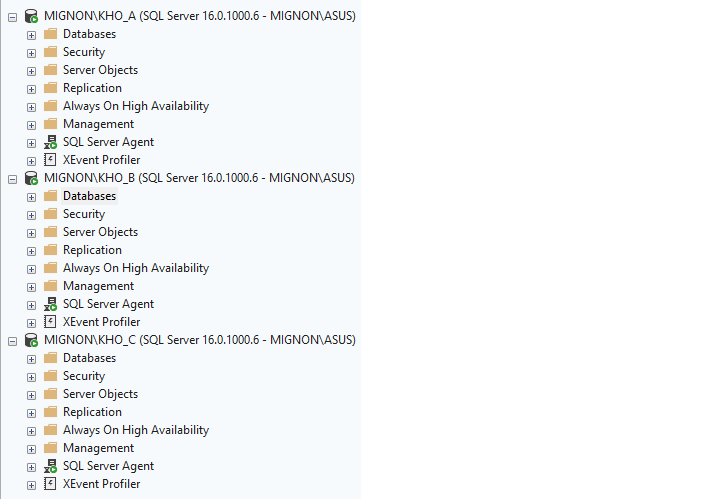 MIGNON\KHO_A (SQL Server 16.0.1000.6 - MIGNON\ASUS)
Databases
Security
Server Objects
Replication
Always On High Availability
Management
SQL Server Agent
XEvent Profiler
MIGNON\KHO_B (SQL Server 16.0.1000.6 - MIGNON\ASUS)
Databases
Security
Server Objects
Replication
Always On High Availability
Management
SQL Server Agent
XEvent Profiler
MIGNON\KHO_C (SQL Server 16.0.1000.6 - MIGNON\ASUS)
Databases
Security
Server Objects
Replication
Always On High Availability
Management
SQL Server Agent
XEvent Profiler